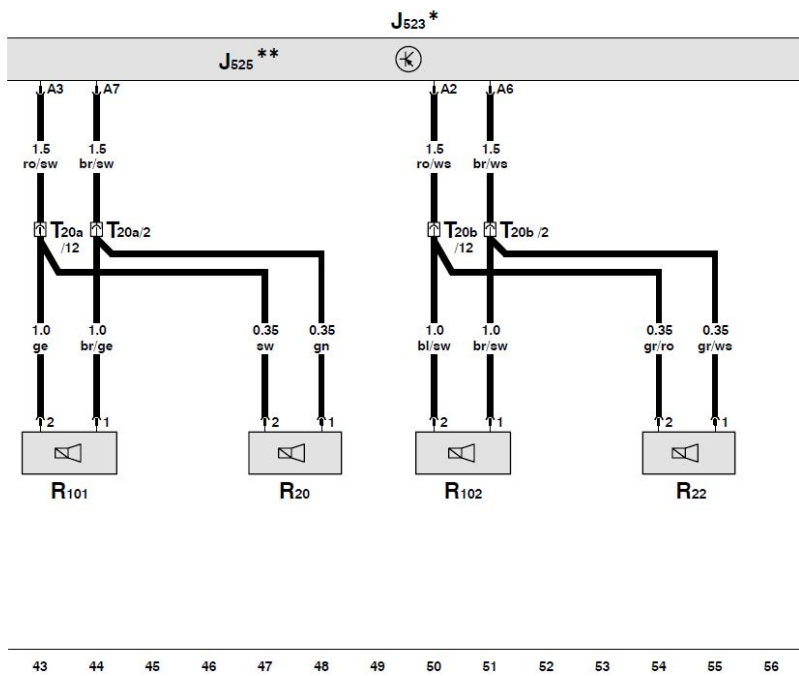 J523*
J525**
A3 A7 A2 A6
1.5 1.5 1.5 1.5
ro/sw br/sw ro/ws br/ws
T20a T20a/2 T20b T20b /2
/12 /12
1.0 1.0 0.35 0.35 1.0 1.0 0.35 0.35
ge br/ge sw gn bl/sw br/sw gr/ro gr/ws
2 1 2 1 2 1 2 1
R101 R20 R102 R22
43 44 45 46 47 48 49 50 51 52 53 54 55 56